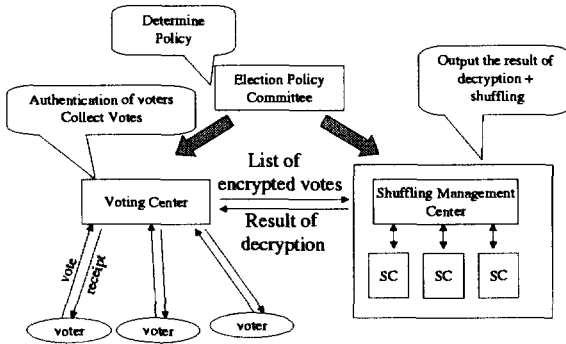 Determine
Policy
Election Policy
Committee
Output the result of
decryption +
shuffling
Authentication of voters
Collect Votes
List of
encrypted votes
Voting Center
Result of
decryption
Shuffling Management
Center
SC
SC
SC
vote
receipt
voter
voter
voter